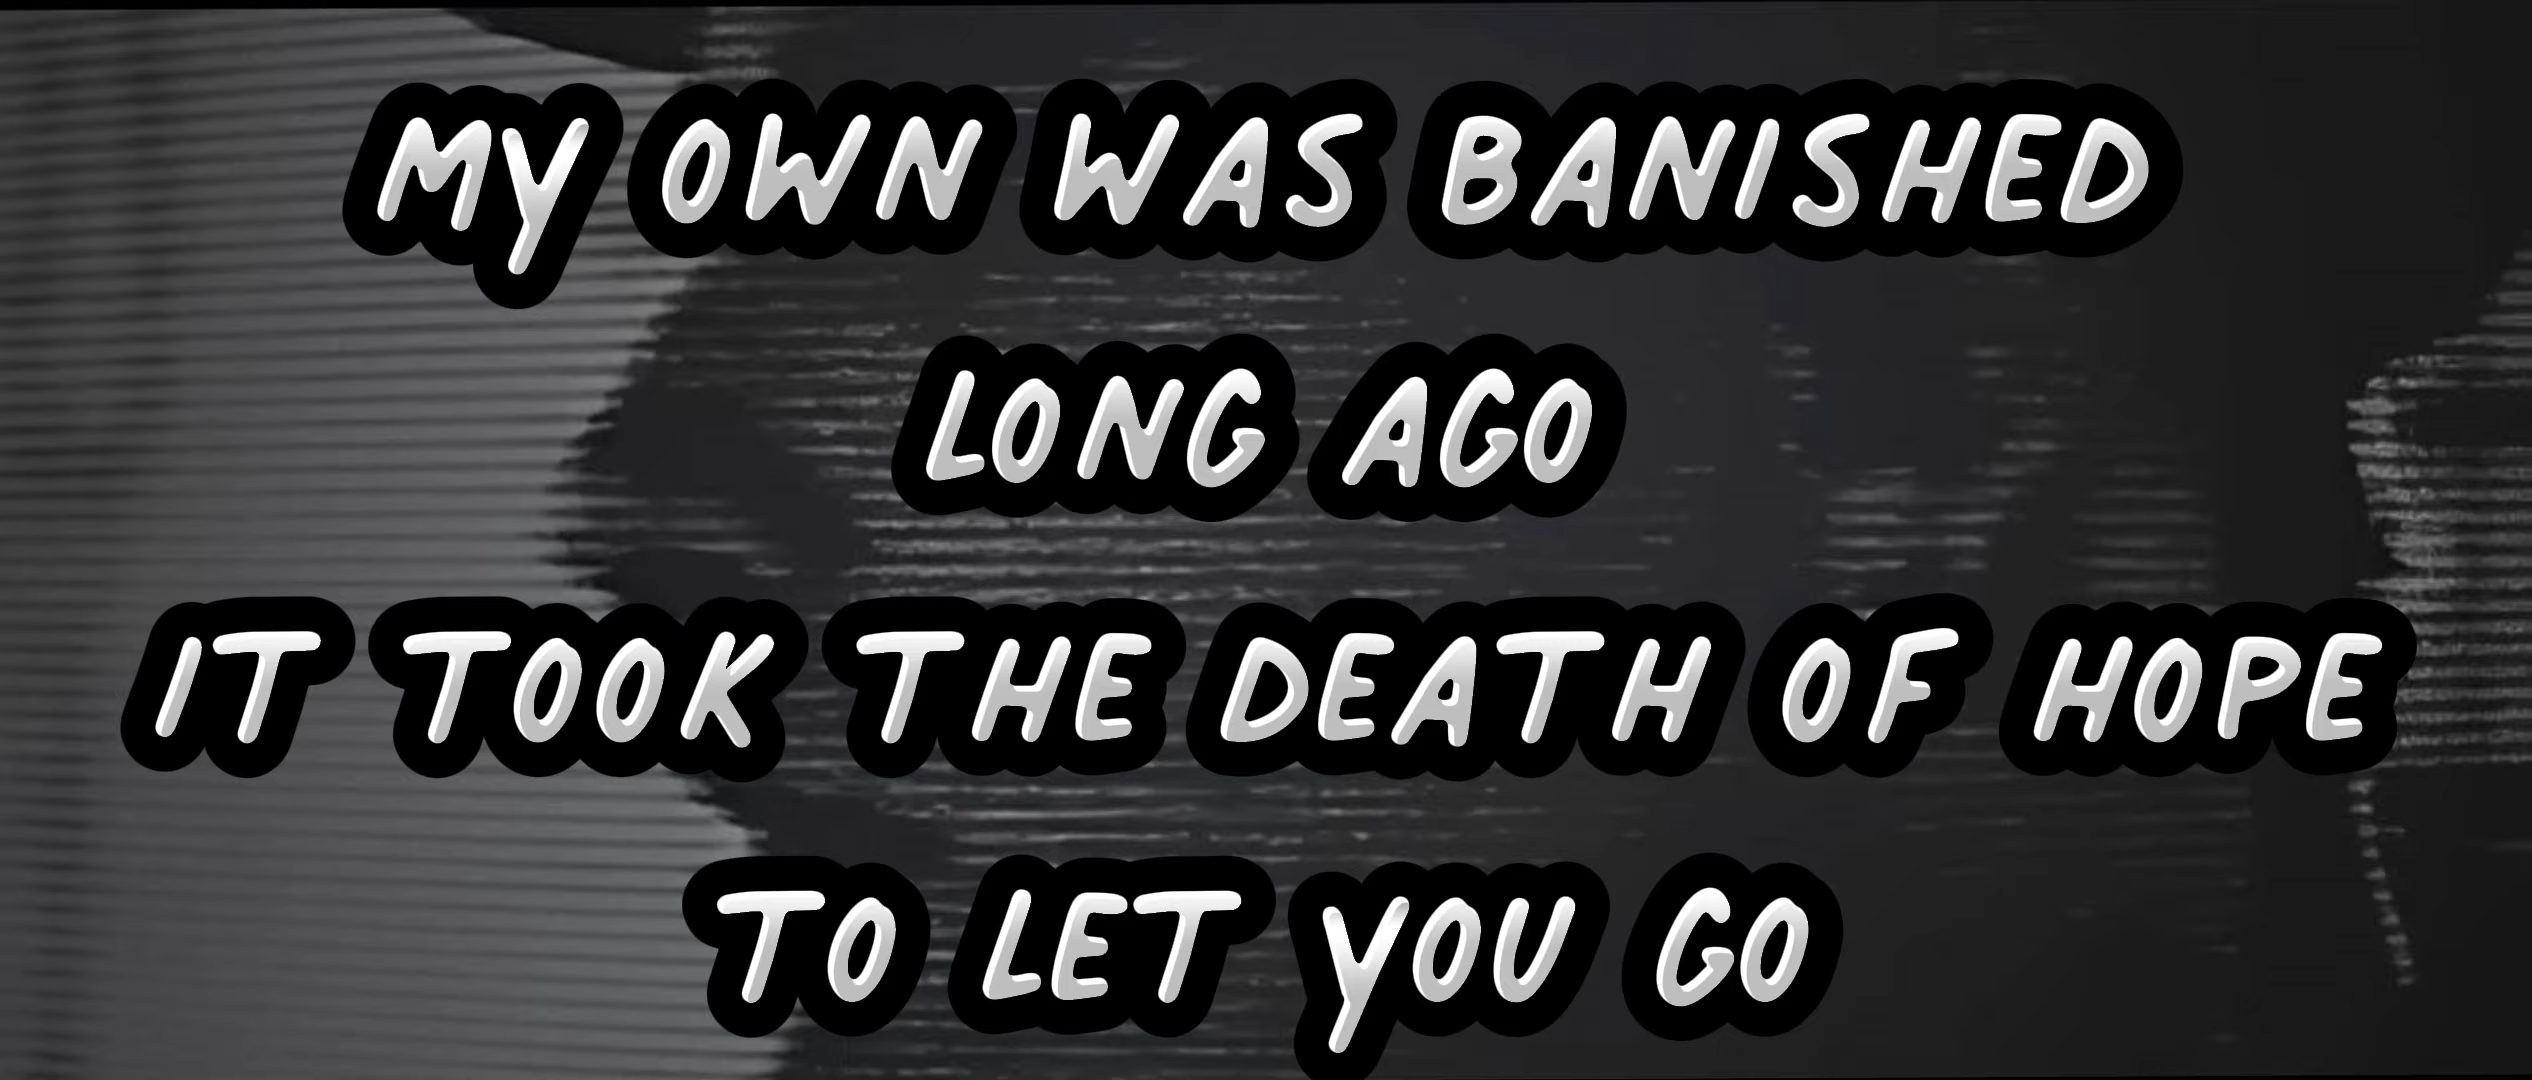 MY OWN WAS BANISHED
LONG AGO
IT TOOK THE DEATH OF HOPE
TO LET YOU GO